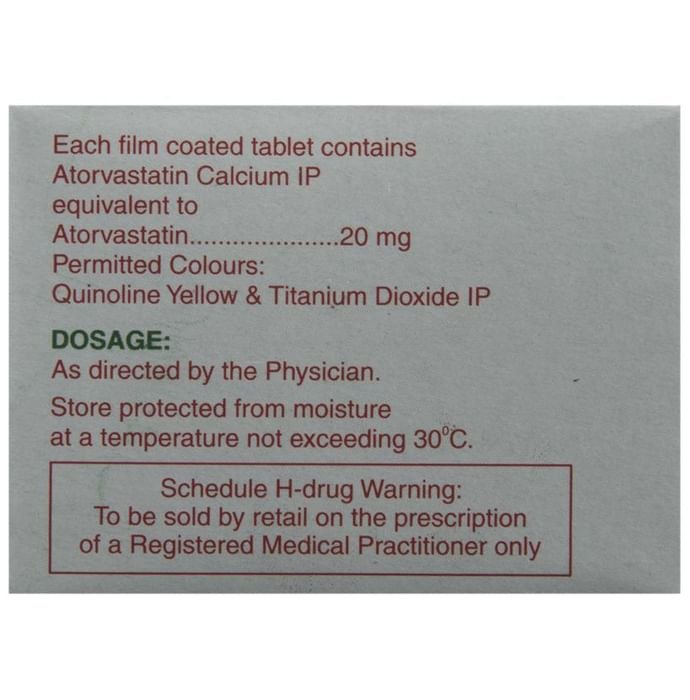 Each film coated tablet contains
Atorvastatin Calcium IP
equivalent to
Atorvastatin.....................20 mg
Permitted Colours:
Quinoline Yellow & Titanium Dioxide IP
DOSAGE:
As directed by the Physician.
Store protected from moisture
at a temperature not exceeding 30°C.
Schedule H-drug Warning:
To be sold by retail on the prescription
of a Registered Medical Practitioner only